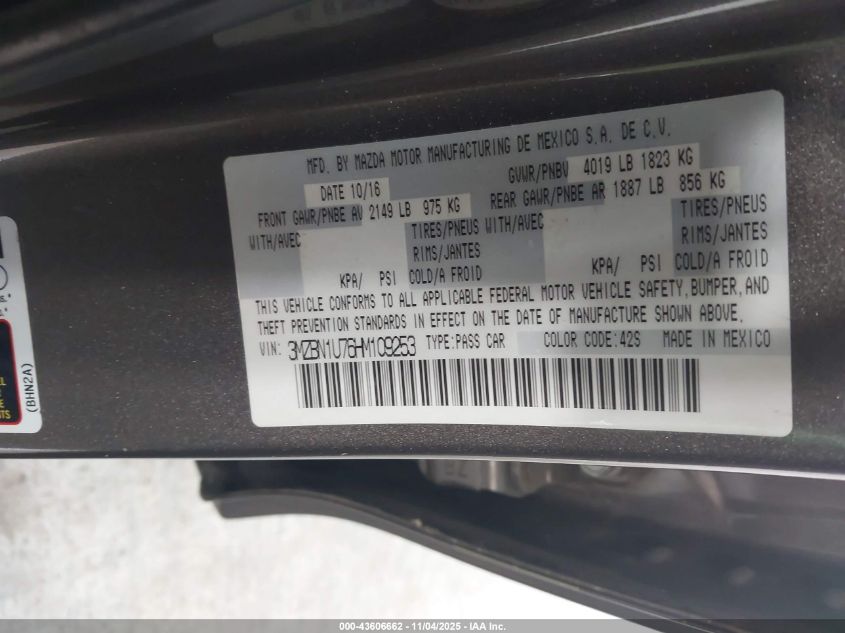 MFD. BY MAZDA MOTOR MANUFACTURING DE MEXICO S.A. DE C.V.
DATE 10/16 GVWR/PNBV 4019 LB 1823 KG
FRONT GAWR/PNBE AV 2149 LB 975 KG REAR GAWR/PNBE AR 1887 LB 856 KG
WITH/AVEC TIRES/PNEUS WITH/AVEC TIRES/PNEUS
RIMS/JANTES RIMS/JANTES
KPA/ PSI COLD/A FROID KPA/ PSI COLD/A FROID
THIS VEHICLE CONFORMS TO ALL APPLICABLE FEDERAL MOTOR VEHICLE SAFETY, BUMPER, AND
THEFT PREVENTION STANDARDS IN EFFECT ON THE DATE OF MANUFACTURE SHOWN ABOVE.
VIN: 3MZBN1U76HM109253 TYPE:PASS CAR COLOR CODE:42S MADE IN MEXICO
(BHN2A)
000-43606662 - 11/04/2025 - IAA Inc.